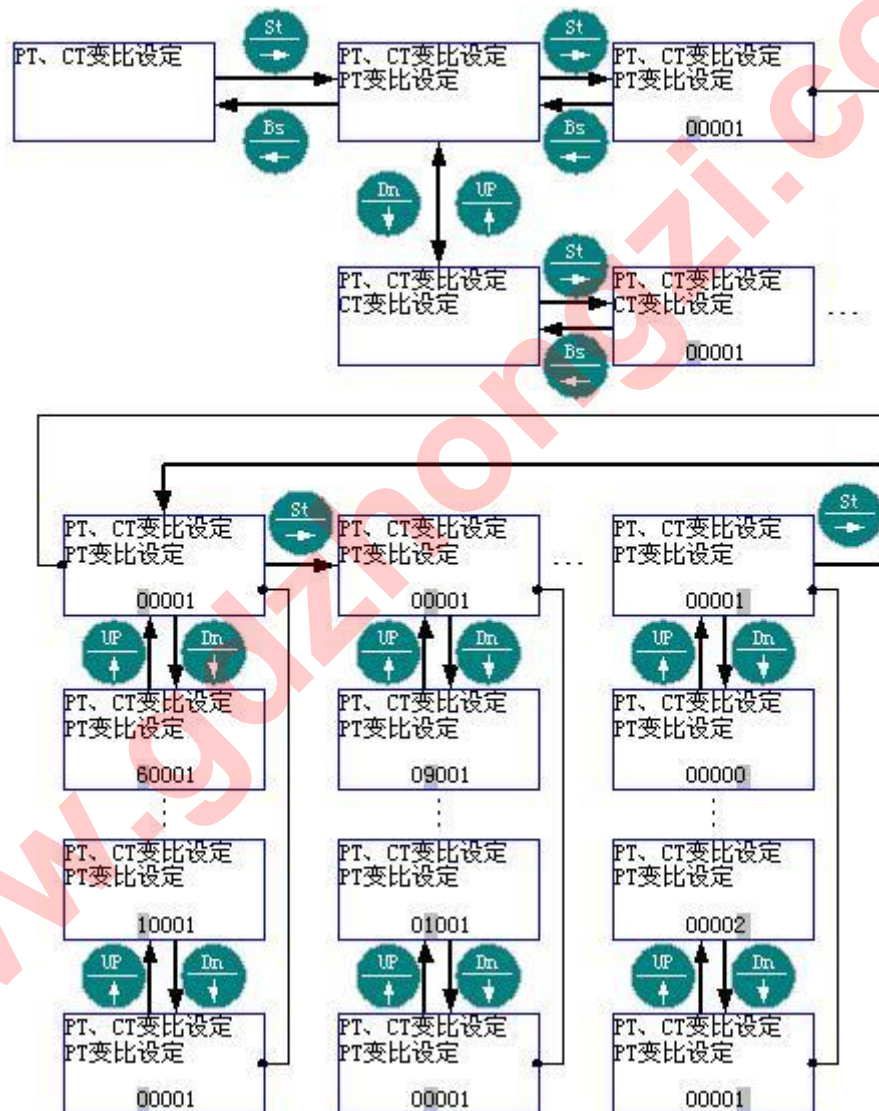 St
St
PT、CT变比设定
PT、CT变比设定
PT变比设定
PT、CT变比设定
PT变比设定
00001
Bs
Bs
Dn
UP
St
PT、CT变比设定
CT变比设定
PT、CT变比设定
CT变比设定
00001
...
Bs
St
St
PT、CT变比设定
PT变比设定
00001
PT、CT变比设定
PT变比设定
00001
...
PT、CT变比设定
PT变比设定
00001
UP
Dn
UP
Dn
UP
Dn
PT、CT变比设定
PT变比设定
60001
PT、CT变比设定
PT变比设定
09001
PT、CT变比设定
PT变比设定
00000
PT、CT变比设定
PT变比设定
10001
PT、CT变比设定
PT变比设定
01001
PT、CT变比设定
PT变比设定
00002
UP
Dn
UP
Dn
UP
Dn
PT、CT变比设定
PT变比设定
00001
PT、CT变比设定
PT变比设定
00001
PT、CT变比设定
PT变比设定
00001
w.gdzhongzi.co